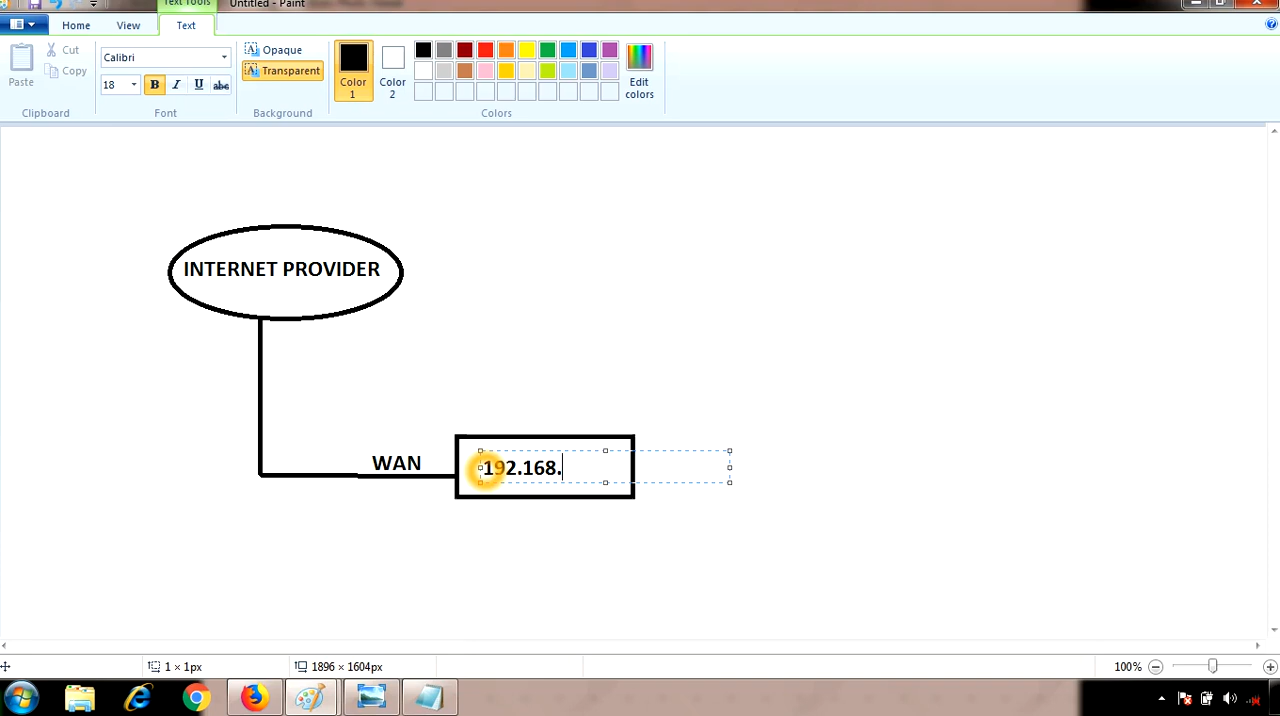 Text Tools
Untitled - Paint
Home
View
Text
Paste
Cut
Copy
Clipboard
Calibri
18
B
I
U
abc
Font
Opaque
Transparent
Background
Color
1
Color
2
Edit
colors
Colors
INTERNET PROVIDER
WAN
192.168.
1 × 1px
1896 × 1604px
100%